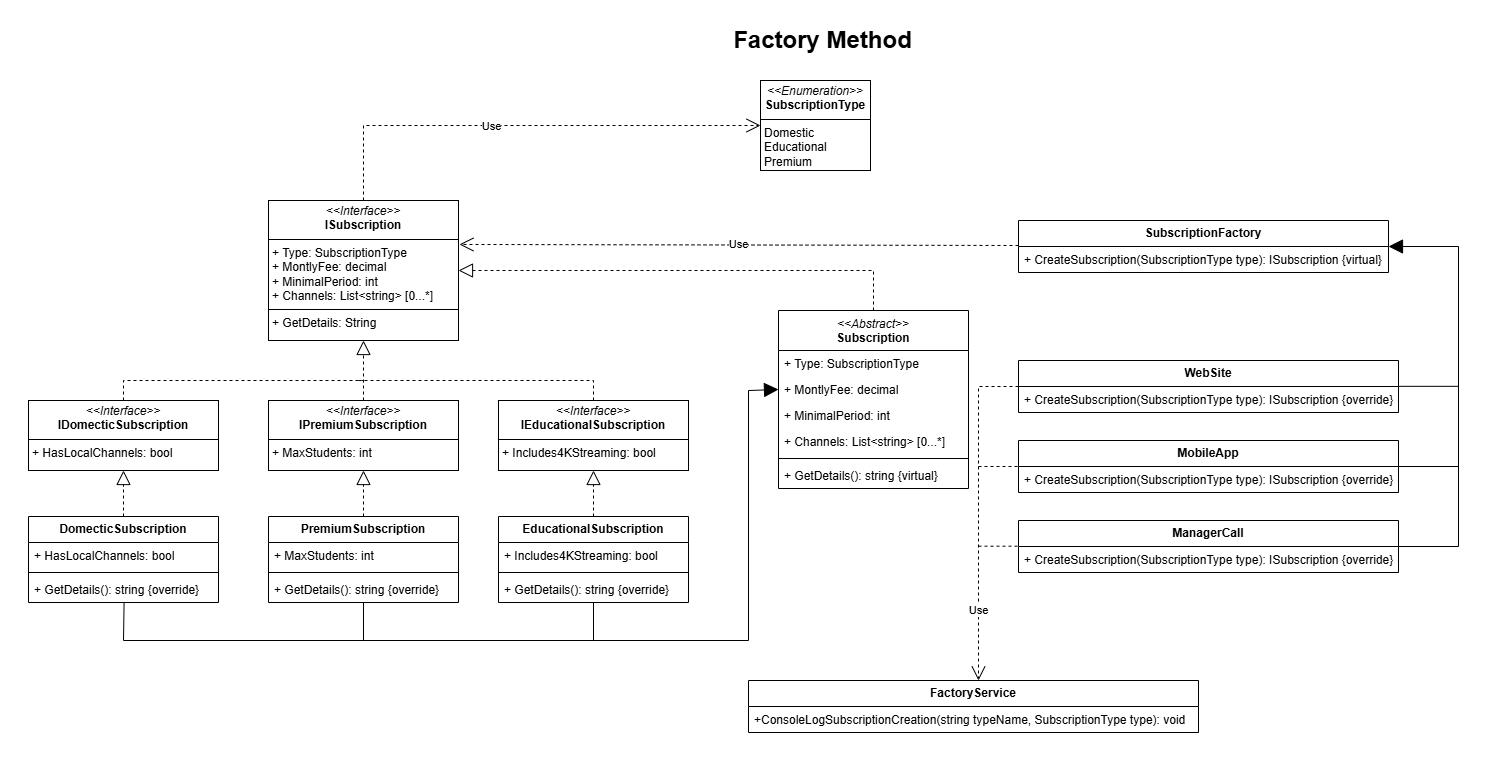 Factory Method
<<Enumeration>>
SubscriptionType
Domestic
Educational
Premium
Use
<<Interface>>
ISubscription
+ Type: SubscriptionType
+ MontlyFee: decimal
+ MinimalPeriod: int
+ Channels: List<string> [0...*]
+ GetDetails: String
Use
SubscriptionFactory
+ CreateSubscription(SubscriptionType type): ISubscription {virtual}
<<Abstract>>
Subscription
+ Type: SubscriptionType
+ MontlyFee: decimal
+ MinimalPeriod: int
+ Channels: List<string> [0...*]
+ GetDetails(): string {virtual}
WebSite
+ CreateSubscription(SubscriptionType type): ISubscription {override}
MobileApp
+ CreateSubscription(SubscriptionType type): ISubscription {override}
ManagerCall
+ CreateSubscription(SubscriptionType type): ISubscription {override}
<<Interface>>
IDomecticSubscription
+ HasLocalChannels: bool
<<Interface>>
IPremiumSubscription
+ MaxStudents: int
<<Interface>>
IEducationalSubscription
+ Includes4KStreaming: bool
DomecticSubscription
+ HasLocalChannels: bool
+ GetDetails(): string {override}
PremiumSubscription
+ MaxStudents: int
+ GetDetails(): string {override}
EducationalSubscription
+ Includes4KStreaming: bool
+ GetDetails(): string {override}
Use
FactoryService
+ConsoleLogSubscriptionCreation(string typeName, SubscriptionType type): void